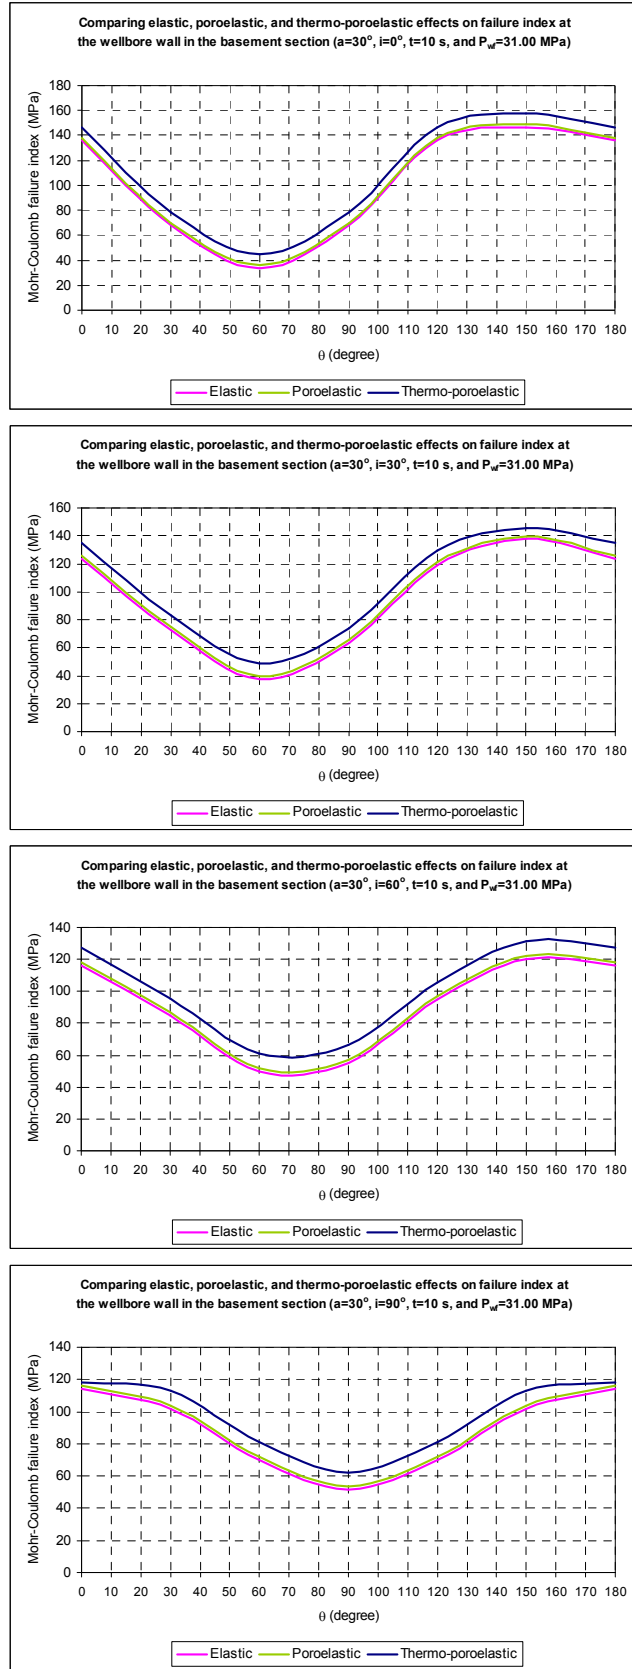 Comparing elastic, poroelastic, and thermo-poroelastic effects on failure index at
the wellbore wall in the basement section (a=30°, i=0°, t=10 s, and Pwf=31.00 MPa)
Mohr-Coulomb failure index (MPa)
180
160
140
120
100
80
60
40
20
0
0 10 20 30 40 50 60 70 80 90 100 110 120 130 140 150 160 170 180
θ (degree)
Elastic Poroelastic Thermo-poroelastic
Comparing elastic, poroelastic, and thermo-poroelastic effects on failure index at
the wellbore wall in the basement section (a=30°, i=30°, t=10 s, and Pwf=31.00 MPa)
Mohr-Coulomb failure index (MPa)
160
140
120
100
80
60
40
20
0
0 10 20 30 40 50 60 70 80 90 100 110 120 130 140 150 160 170 180
θ (degree)
Elastic Poroelastic Thermo-poroelastic
Comparing elastic, poroelastic, and thermo-poroelastic effects on failure index at
the wellbore wall in the basement section (a=30°, i=60°, t=10 s, and Pwf=31.00 MPa)
Mohr-Coulomb failure index (MPa)
140
120
100
80
60
40
20
0
0 10 20 30 40 50 60 70 80 90 100 110 120 130 140 150 160 170 180
θ (degree)
Elastic Poroelastic Thermo-poroelastic
Comparing elastic, poroelastic, and thermo-poroelastic effects on failure index at
the wellbore wall in the basement section (a=30°, i=90°, t=10 s, and Pwf=31.00 MPa)
Mohr-Coulomb failure index (MPa)
140
120
100
80
60
40
20
0
0 10 20 30 40 50 60 70 80 90 100 110 120 130 140 150 160 170 180
θ (degree)
Elastic Poroelastic Thermo-poroelastic